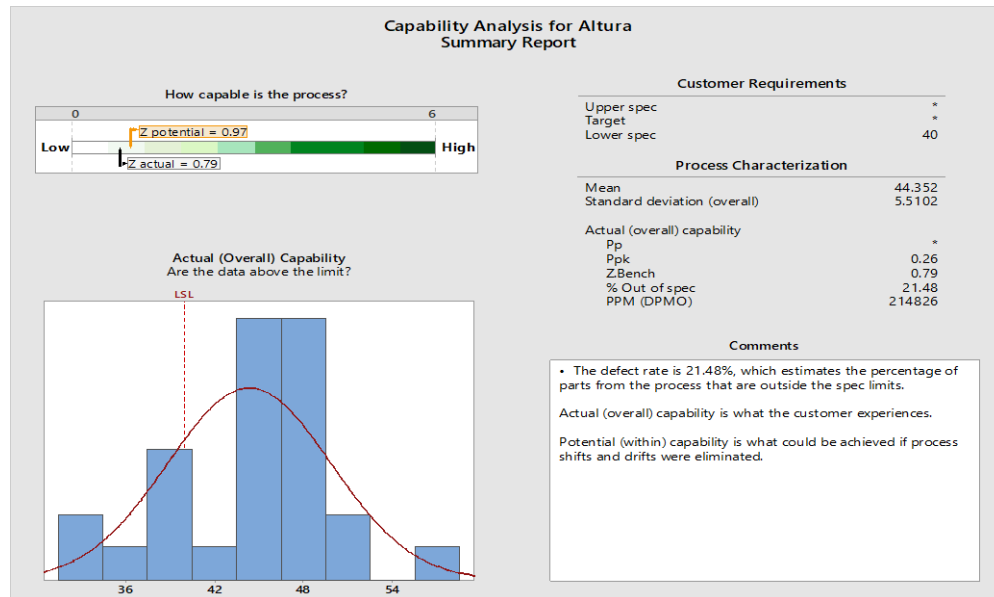 Capability Analysis for Altura
Summary Report
How capable is the process?
0 6
Z potential = 0.97
Low High
Z actual = 0.79
Actual (Overall) Capability
Are the data above the limit?
LSL
36 42 48 54
Customer Requirements
Upper spec *
Target *
Lower spec 40
Process Characterization
Mean 44.352
Standard deviation (overall) 5.5102
Actual (overall) capability
Pp *
Ppk 0.26
Z.Bench 0.79
% Out of spec 21.48
PPM (DPMO) 214826
Comments
• The defect rate is 21.48%, which estimates the percentage of
parts from the process that are outside the spec limits.
Actual (overall) capability is what the customer experiences.
Potential (within) capability is what could be achieved if process
shifts and drifts were eliminated.